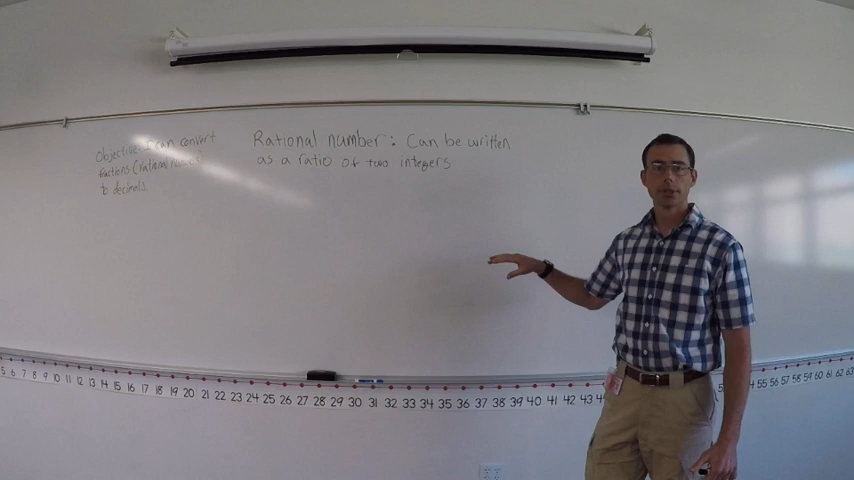 Objective I can convert
fractions (rational numbers)
to decimals.
Rational number: Can be written
as a ratio of two integers
5 6 7 8 9 10 11 12 13 14 15 16 17 18 19 20 21 22 23 24 25 26 27 28 29 30 31 32 33 34 35 36 37 38 39 40 41 42 43 54 55 56 57 58 59 60 61 62 63